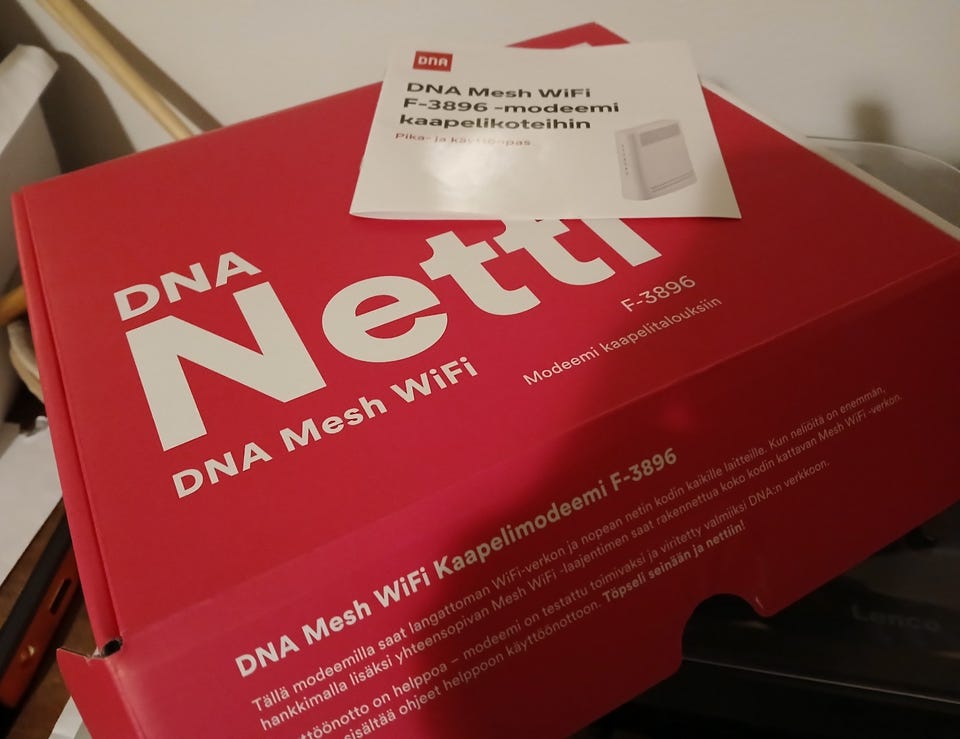 DNA
DNA Mesh WiFi
F-3896 -modeemi
kaapelikoteihin
Pika- ja käyttöopas
DNA
Netti
DNA Mesh WiFi
F-3896
Modeemi kaapelitalouksiin
DNA Mesh WiFi Kaapelimodeemi F-3896
Tällä modeemilla saat langattoman WiFi-verkon ja nopean netin kodin kaikille laitteille. Kun neliöitä on enemmän,
hankkimalla lisäksi yhteensopivan Mesh WiFi -laajentimen saat rakennettua koko kodin kattavan Mesh WiFi -verkon.
ttöönotto on helppoa – modeemi on testattu toimivaksi ja viritetty valmiiksi DNA:n verkkoon.
sisältää ohjeet helppoon käyttöönottoon. Töpseli seinään ja nettiin!
Lenco